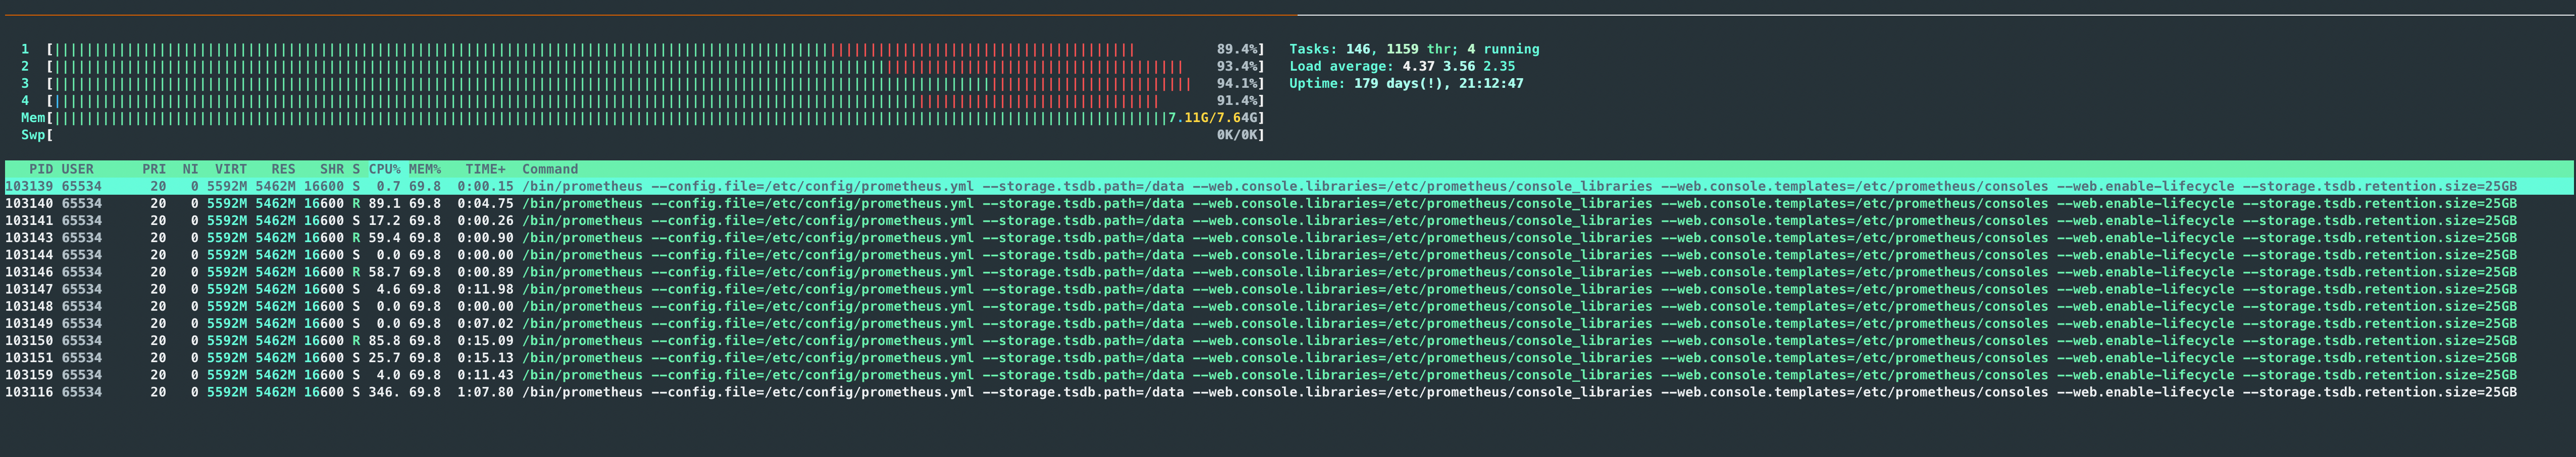 1 [ 89.4%] Tasks: 146, 1159 thr; 4 running
2 [ 93.4%] Load average: 4.37 3.56 2.35
3 [ 94.1%] Uptime: 179 days(!), 21:12:47
4 [ 91.4%]
Mem[ 7.11G/7.64G]
Swp[ 0K/0K]
PID USER PRI NI VIRT RES SHR S CPU% MEM% TIME+ Command
103139 65534 20 0 5592M 5462M 16600 S 0.7 69.8 0:00.15 /bin/prometheus --config.file=/etc/config/prometheus.yml --storage.tsdb.path=/data --web.console.libraries=/etc/prometheus/console_libraries --web.console.templates=/etc/prometheus/consoles --web.enable-lifecycle --storage.tsdb.retention.size=25GB
103140 65534 20 0 5592M 5462M 16600 R 89.1 69.8 0:04.75 /bin/prometheus --config.file=/etc/config/prometheus.yml --storage.tsdb.path=/data --web.console.libraries=/etc/prometheus/console_libraries --web.console.templates=/etc/prometheus/consoles --web.enable-lifecycle --storage.tsdb.retention.size=25GB
103141 65534 20 0 5592M 5462M 16600 S 17.2 69.8 0:00.26 /bin/prometheus --config.file=/etc/config/prometheus.yml --storage.tsdb.path=/data --web.console.libraries=/etc/prometheus/console_libraries --web.console.templates=/etc/prometheus/consoles --web.enable-lifecycle --storage.tsdb.retention.size=25GB
103143 65534 20 0 5592M 5462M 16600 R 59.4 69.8 0:00.90 /bin/prometheus --config.file=/etc/config/prometheus.yml --storage.tsdb.path=/data --web.console.libraries=/etc/prometheus/console_libraries --web.console.templates=/etc/prometheus/consoles --web.enable-lifecycle --storage.tsdb.retention.size=25GB
103144 65534 20 0 5592M 5462M 16600 S 0.0 69.8 0:00.00 /bin/prometheus --config.file=/etc/config/prometheus.yml --storage.tsdb.path=/data --web.console.libraries=/etc/prometheus/console_libraries --web.console.templates=/etc/prometheus/consoles --web.enable-lifecycle --storage.tsdb.retention.size=25GB
103146 65534 20 0 5592M 5462M 16600 R 58.7 69.8 0:00.89 /bin/prometheus --config.file=/etc/config/prometheus.yml --storage.tsdb.path=/data --web.console.libraries=/etc/prometheus/console_libraries --web.console.templates=/etc/prometheus/consoles --web.enable-lifecycle --storage.tsdb.retention.size=25GB
103147 65534 20 0 5592M 5462M 16600 S 4.6 69.8 0:11.98 /bin/prometheus --config.file=/etc/config/prometheus.yml --storage.tsdb.path=/data --web.console.libraries=/etc/prometheus/console_libraries --web.console.templates=/etc/prometheus/consoles --web.enable-lifecycle --storage.tsdb.retention.size=25GB
103148 65534 20 0 5592M 5462M 16600 S 0.0 69.8 0:00.00 /bin/prometheus --config.file=/etc/config/prometheus.yml --storage.tsdb.path=/data --web.console.libraries=/etc/prometheus/console_libraries --web.console.templates=/etc/prometheus/consoles --web.enable-lifecycle --storage.tsdb.retention.size=25GB
103149 65534 20 0 5592M 5462M 16600 S 0.0 69.8 0:07.02 /bin/prometheus --config.file=/etc/config/prometheus.yml --storage.tsdb.path=/data --web.console.libraries=/etc/prometheus/console_libraries --web.console.templates=/etc/prometheus/consoles --web.enable-lifecycle --storage.tsdb.retention.size=25GB
103150 65534 20 0 5592M 5462M 16600 R 85.8 69.8 0:15.09 /bin/prometheus --config.file=/etc/config/prometheus.yml --storage.tsdb.path=/data --web.console.libraries=/etc/prometheus/console_libraries --web.console.templates=/etc/prometheus/consoles --web.enable-lifecycle --storage.tsdb.retention.size=25GB
103151 65534 20 0 5592M 5462M 16600 S 25.7 69.8 0:15.13 /bin/prometheus --config.file=/etc/config/prometheus.yml --storage.tsdb.path=/data --web.console.libraries=/etc/prometheus/console_libraries --web.console.templates=/etc/prometheus/consoles --web.enable-lifecycle --storage.tsdb.retention.size=25GB
103159 65534 20 0 5592M 5462M 16600 S 4.0 69.8 0:11.43 /bin/prometheus --config.file=/etc/config/prometheus.yml --storage.tsdb.path=/data --web.console.libraries=/etc/prometheus/console_libraries --web.console.templates=/etc/prometheus/consoles --web.enable-lifecycle --storage.tsdb.retention.size=25GB
103116 65534 20 0 5592M 5462M 16600 S 346. 69.8 1:07.80 /bin/prometheus --config.file=/etc/config/prometheus.yml --storage.tsdb.path=/data --web.console.libraries=/etc/prometheus/console_libraries --web.console.templates=/etc/prometheus/consoles --web.enable-lifecycle --storage.tsdb.retention.size=25GB